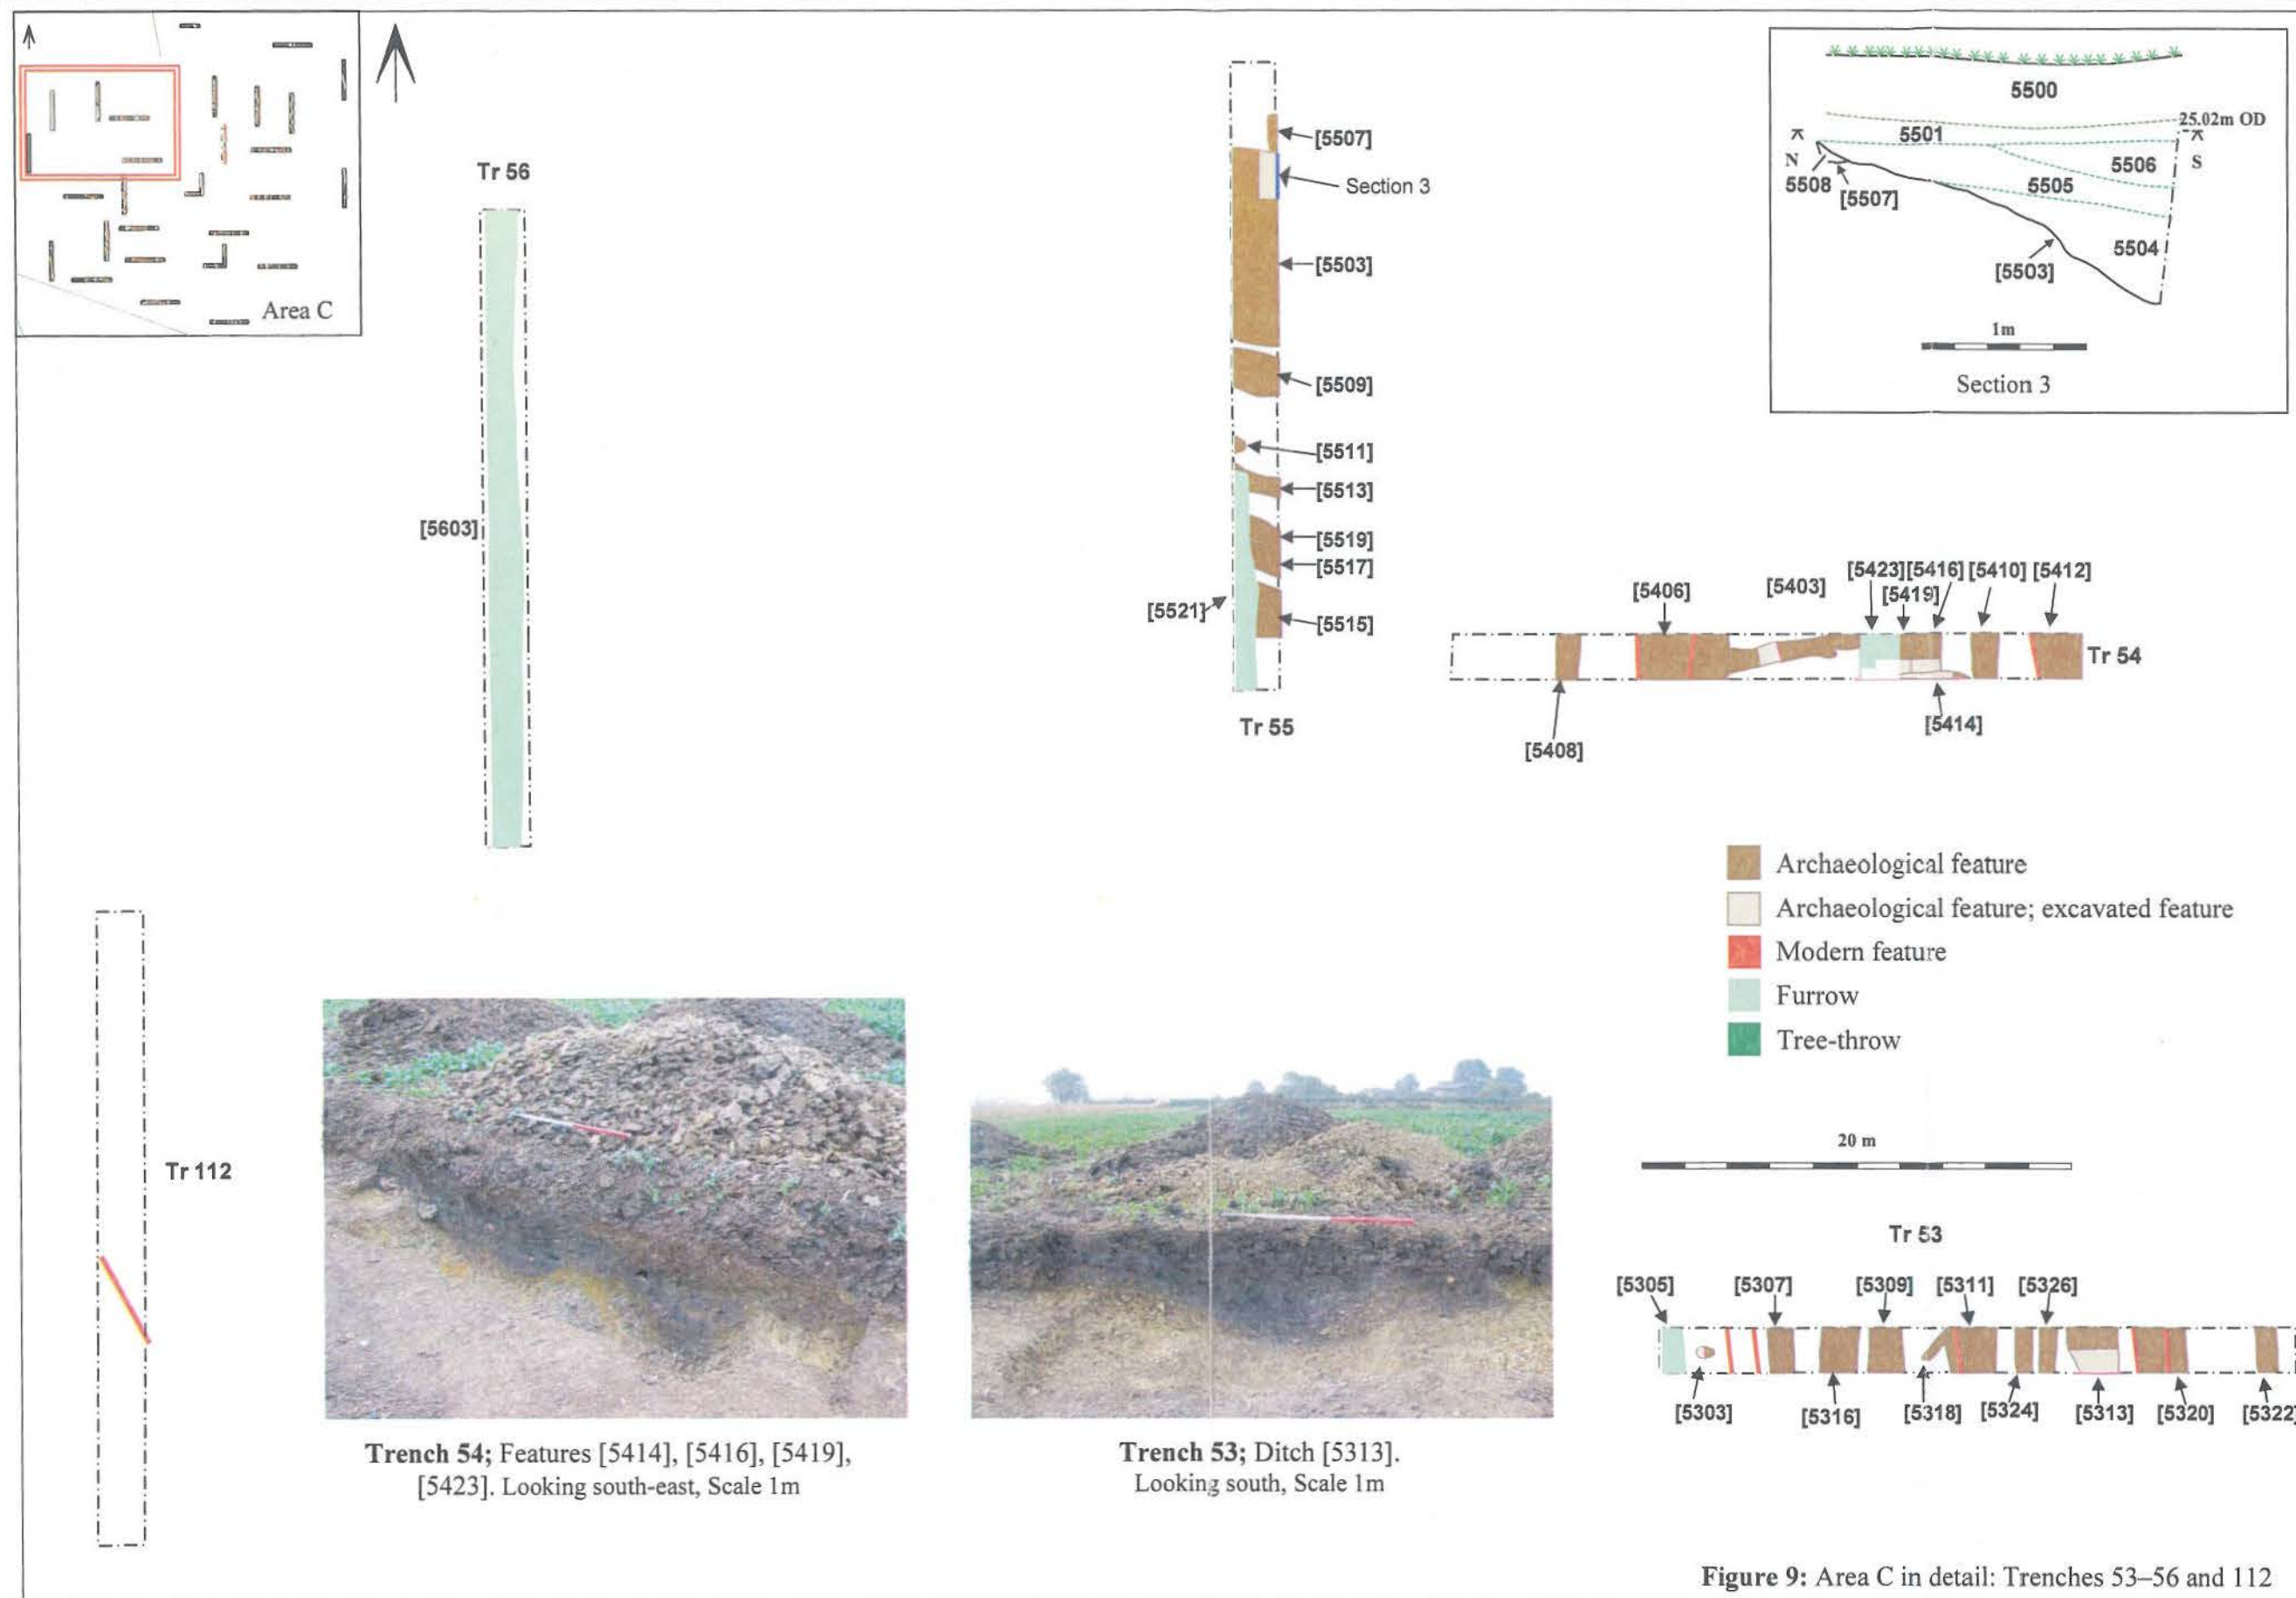 Area C
Tr 56
[5603]
[5507]
Section 3
[5503]
[5509]
[5511]
[5513]
[5519]
[5517]
[5521]
[5515]
Tr 55
5500
25.02m OD
5501
N
S
5506
5508
[5507]
5505
5504
[5503]
1m
Section 3
[5406]
[5403]
[5423] [5416] [5410] [5412]
[5419]
Tr 54
[5414]
[5408]
Archaeological feature
Archaeological feature; excavated feature
Modern feature
Furrow
Tree-throw
20 m
Tr 112
Tr 53
[5305]
[5307]
[5309]
[5311]
[5326]
[5303]
[5316]
[5318]
[5324]
[5313]
[5320]
[5322]
Trench 54; Features [5414], [5416], [5419],
[5423]. Looking south-east, Scale 1m
Trench 53; Ditch [5313].
Looking south, Scale 1m
Figure 9: Area C in detail: Trenches 53–56 and 112